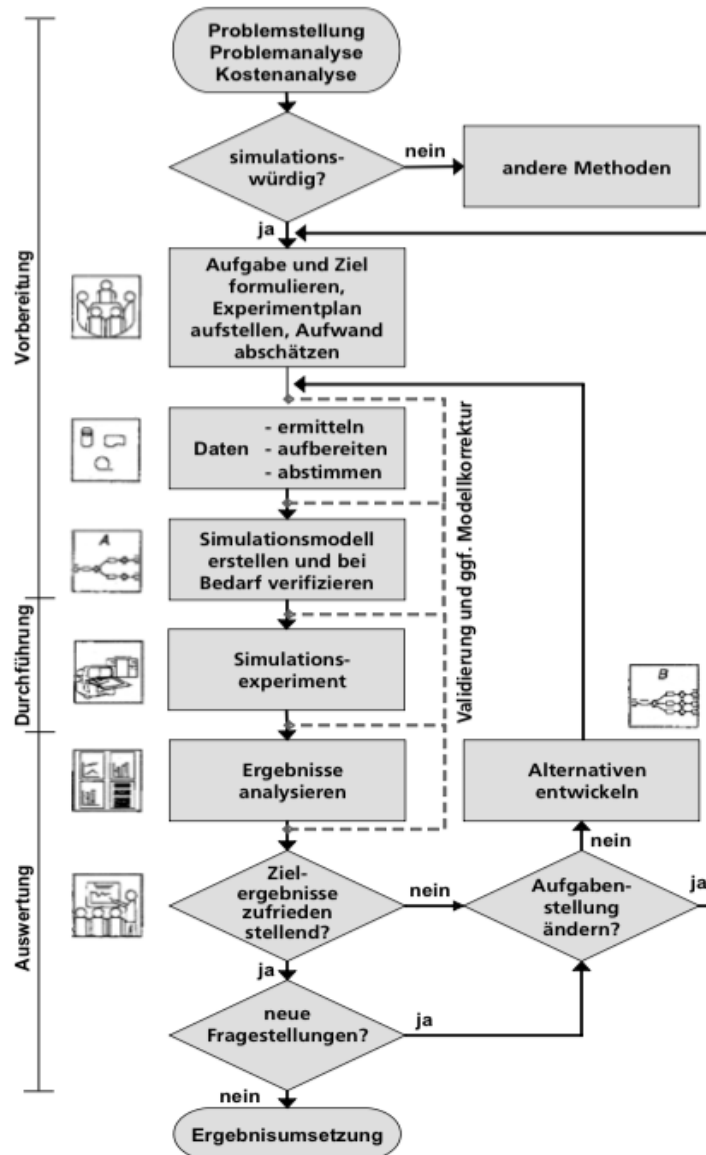 Problemstellung
Problemanalyse
Kostenanalyse
simulations-
würdig?
nein
andere Methoden
ja
Aufgabe und Ziel
formulieren,
Experimentplan
aufstellen, Aufwand
abschätzen
Daten
- ermitteln
- aufbereiten
- abstimmen
Simulationsmodell
erstellen und bei
Bedarf verifizieren
Simulations-
experiment
Ergebnisse
analysieren
Ziel-
ergebnisse
zufrieden
stellend?
nein
ja
neue
Fragestellungen?
ja
nein
Ergebnisumsetzung
Aufgaben-
stellung
ändern?
ja
nein
Alternativen
entwickeln
Validierung und ggf. Modellkorrektur
Vorbereitung
Durchführung
Auswertung
A
B